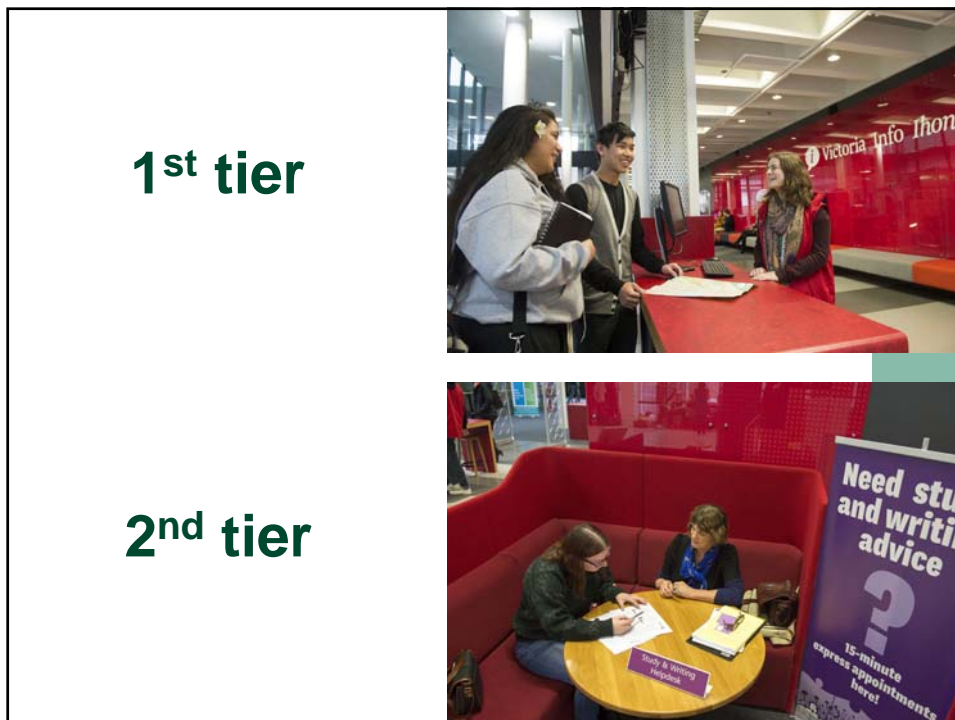 1st tier
Victoria Info Ihon
2nd tier
Need stu
and writin
advice
?
15-minute
express appointments
here!
Study & Writing
Helpdesk